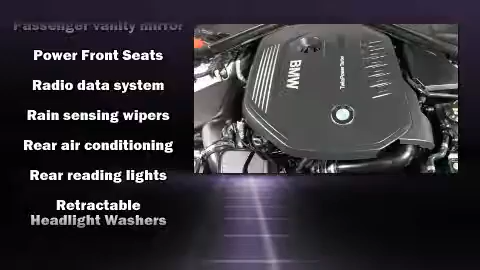 Passenger vanity mirror
Power Front Seats
Radio data system
Rain sensing wipers
Rear air conditioning
Rear reading lights
Retractable
Headlight Washers
BMW
TwinPower Turbo